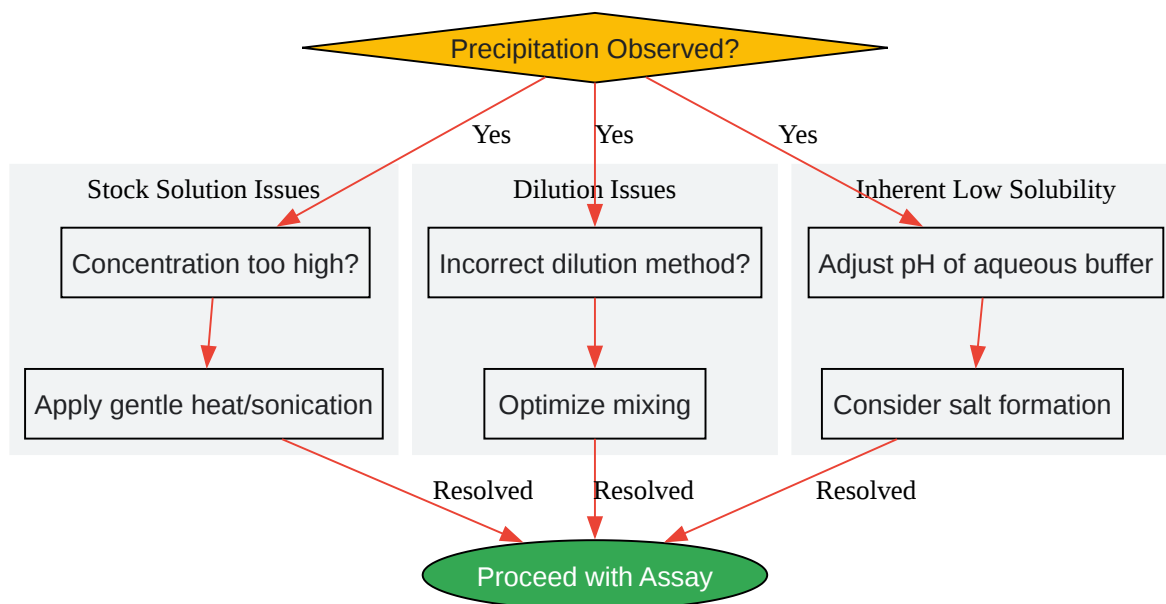 Precipitation Observed?
Yes
Yes
Yes
Stock Solution Issues
Dilution Issues
Inherent Low Solubility
Concentration too high?
Incorrect dilution method?
Adjust pH of aqueous buffer
Apply gentle heat/sonication
Optimize mixing
Consider salt formation
Resolved
Resolved
Resolved
Proceed with Assay